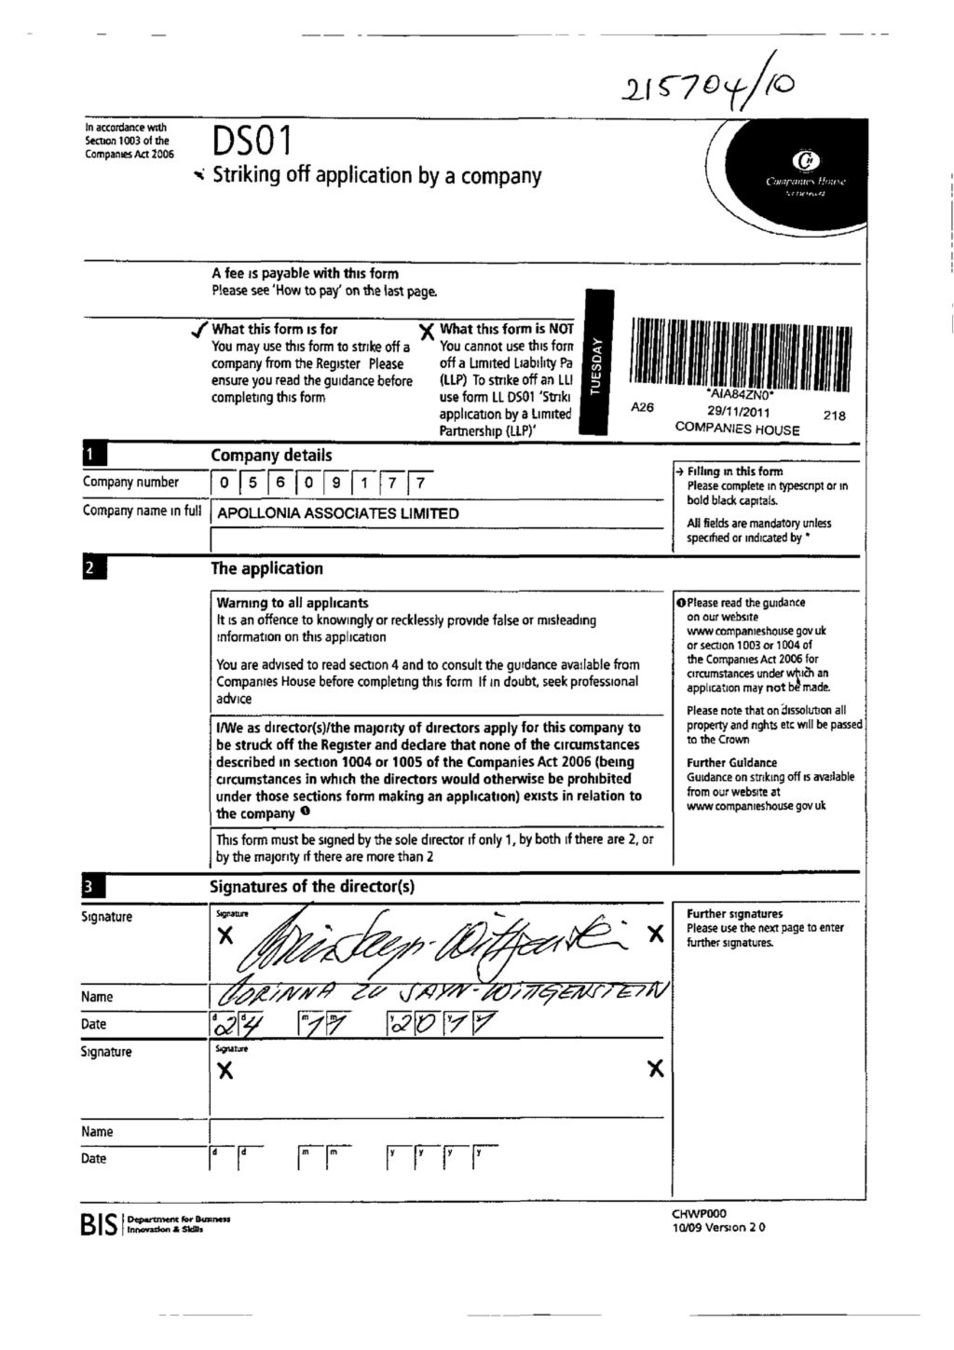 215704/10
In accordance with
Section 1003 of the
Companies Act 2006
DS01
Striking off application by a company
Companies House
A fee is payable with this form
Please see 'How to pay' on the last page.
✓ What this form is for
You may use this form to strike off a
company from the Register Please
ensure you read the guidance before
completing this form
X What this form is NOT
You cannot use this form
off a Limited Liability Pa
(LLP) To strike off an LLI
use form LL DS01 'Striki
application by a Limited
Partnership (LLP)'
TUESDAY
*AIA84ZN0*
A26 29/11/2011 218
COMPANIES HOUSE
1 Company details
Company number 0 5 6 0 9 1 7 7
Company name in full APOLLONIA ASSOCIATES LIMITED
→ Filling in this form
Please complete in typescript or in
bold black capitals.
All fields are mandatory unless
specified or indicated by *
2 The application
Warning to all applicants
It is an offence to knowingly or recklessly provide false or misleading
information on this application
You are advised to read section 4 and to consult the guidance available from
Companies House before completing this form If in doubt, seek professional
advice
I/We as director(s)/the majority of directors apply for this company to
be struck off the Register and declare that none of the circumstances
described in section 1004 or 1005 of the Companies Act 2006 (being
circumstances in which the directors would otherwise be prohibited
under those sections form making an application) exists in relation to
the company ❶
This form must be signed by the sole director if only 1, by both if there are 2, or
by the majority if there are more than 2
❶ Please read the guidance
on our website
www companieshouse gov uk
or section 1003 or 1004 of
the Companies Act 2006 for
circumstances under which an
application may not be made.
Please note that on dissolution all
property and rights etc will be passed
to the Crown
Further Guidance
Guidance on striking off is available
from our website at
www companieshouse gov uk
3 Signatures of the director(s)
Signature
Signature
X X
Name CORINNA ZU SAYN-WITTGENSTEIN
Date d d m m y y y y
24 11 2011
Further signatures
Please use the next page to enter
further signatures.
Signature
Signature
X X
Name
Date d d m m y y y y
BIS Department for Business
Innovation & Skills
CHWP000
10/09 Version 2 0